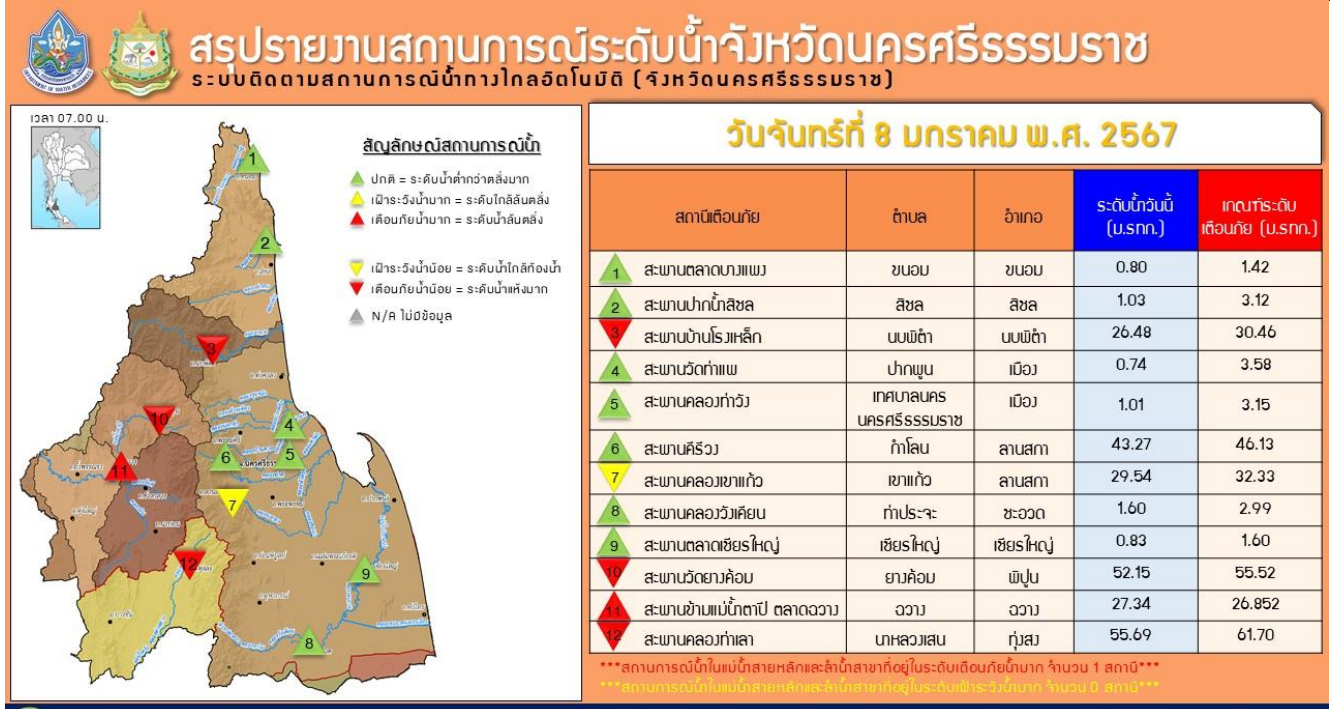 สรุปรายงานสถานการณ์ระดับน้ำจังหวัดนครศรีธรรมราช
ระบบติดตามสถานการณ์น้ำทางไกลอัตโนมัติ (จังหวัดนครศรีธรรมราช)
เวลา 07.00 น.
สัญลักษณ์สถานการณ์น้ำ
ปกติ = ระดับน้ำต่ำกว่าตลิ่งมาก
เฝ้าระวังน้ำมาก = ระดับใกล้ล้นตลิ่ง
เตือนภัยน้ำมาก = ระดับน้ำล้นตลิ่ง
เฝ้าระวังน้ำน้อย = ระดับน้ำใกล้ท้องน้ำ
เตือนภัยน้ำน้อย = ระดับน้ำแห้งมาก
N/A ไม่มีข้อมูล
1
2
3
10
4
11
6
5
7
12
9
8
วันจันทร์ที่ 8 มกราคม พ.ศ. 2567
สถานีเตือนภัย ตำบล อำเภอ ระดับน้ำวันนี้ (ม.รทก.) เกณฑ์ระดับเตือนภัย (ม.รทก.)
1 สะพานตลาดบางแพง ขนอม ขนอม 0.80 1.42
2 สะพานปากน้ำสิชล สิชล สิชล 1.03 3.12
3 สะพานบ้านโรงเหล็ก นบพิตำ นบพิตำ 26.48 30.46
4 สะพานวัดท่าแพ ปากพูน เมือง 0.74 3.58
5 สะพานคลองท่าวัง เทศบาลนครนครศรีธรรมราช เมือง 1.01 3.15
6 สะพานคีรีวง กำโลน ลานสกา 43.27 46.13
7 สะพานคลองเขาแก้ว เขาแก้ว ลานสกา 29.54 32.33
8 สะพานคลองวังเคียน ท่าประจะ ชะอวด 1.60 2.99
9 สะพานตลาดเชียรใหญ่ เชียรใหญ่ เชียรใหญ่ 0.83 1.60
10 สะพานวัดยางค้อม ยางค้อม พิปูน 52.15 55.52
11 สะพานข้ามแม่น้ำตาปี ตลาดฉวาง ฉวาง ฉวาง 27.34 26.852
12 สะพานคลองท่าเลา นาหลวงเสน ทุ่งสง 55.69 61.70
***สถานการณ์น้ำในแม่น้ำสายหลักและลำน้ำสาขาที่อยู่ในระดับเตือนภัยน้ำมาก จำนวน 1 สถานี***
***สถานการณ์น้ำในแม่น้ำสายหลักและลำน้ำสาขาที่อยู่ในระดับเฝ้าระวังน้ำมาก จำนวน 0 สถานี***